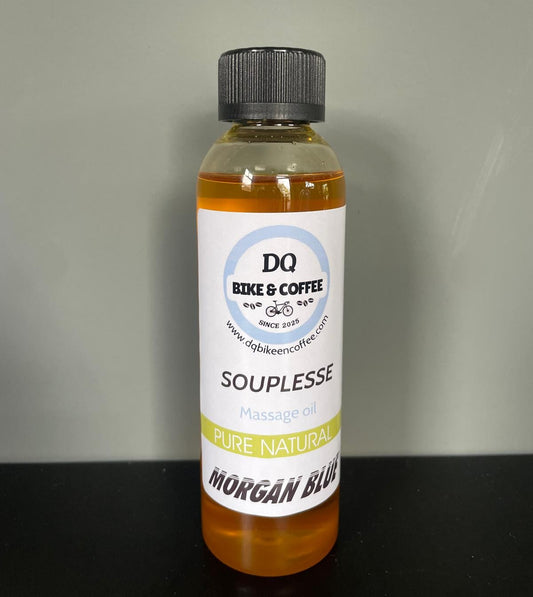 DQ
BIKE & COFFEE
SINCE 2025
www.dqbikeencoffee.com
SOUPLESSE
Massage oil
PURE NATURAL
MORGAN BLUE